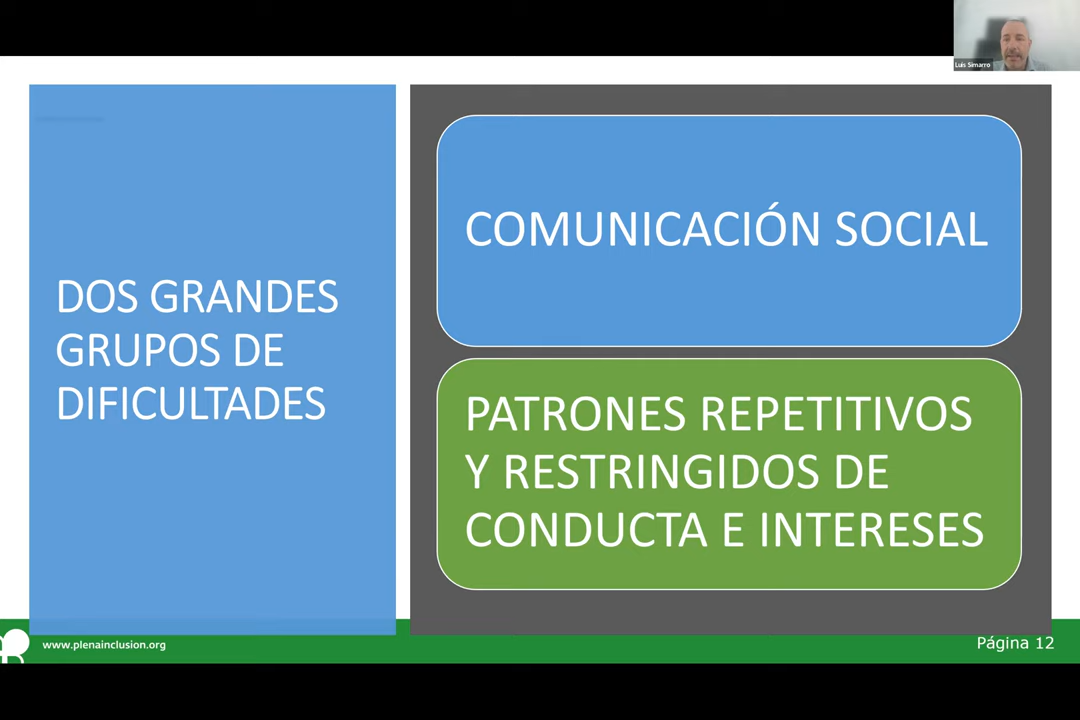 Luis Simarro
DOS GRANDES
GRUPOS DE
DIFICULTADES
COMUNICACIÓN SOCIAL
PATRONES REPETITIVOS
Y RESTRINGIDOS DE
CONDUCTA E INTERESES
www.plenainclusion.org
Página 12